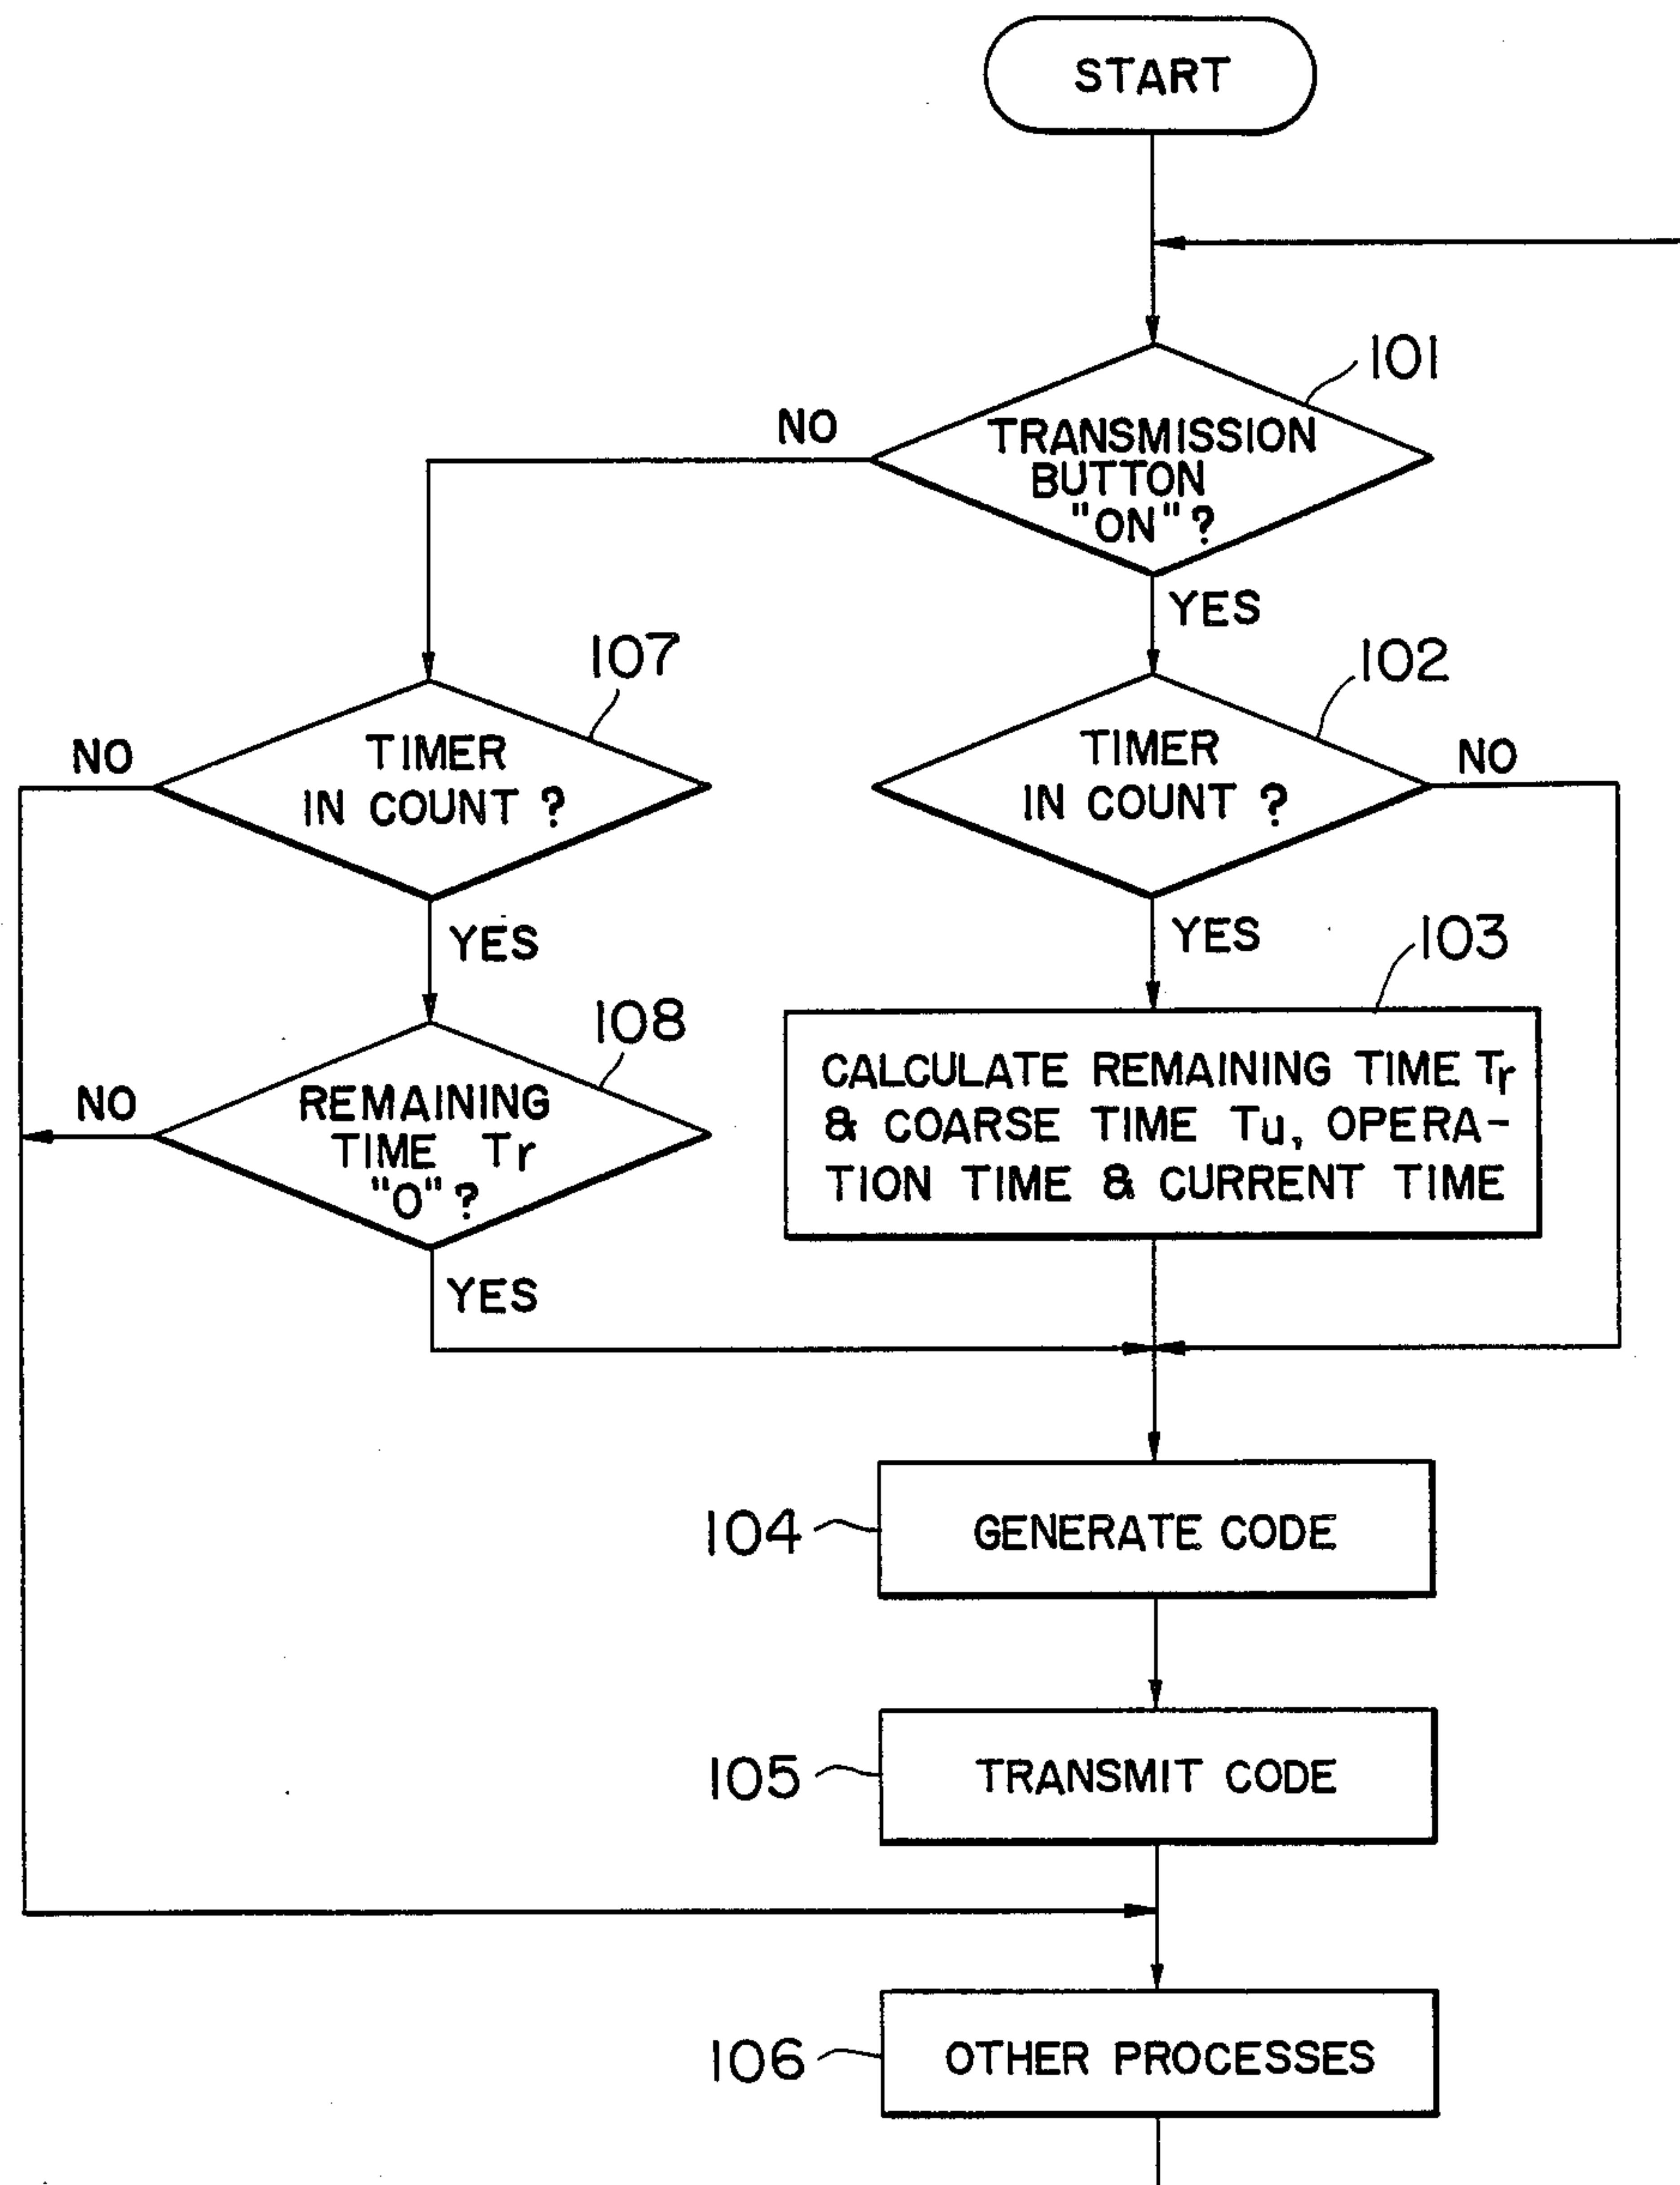 START
101
NO
TRANSMISSION
BUTTON
"ON"?
YES
107
102
NO
TIMER
IN COUNT ?
TIMER
IN COUNT ?
NO
YES
YES
103
108
NO
REMAINING
TIME Tr
"0"?
CALCULATE REMAINING TIME Tr
& COARSE TIME Tu, OPERA-
TION TIME & CURRENT TIME
YES
104
GENERATE CODE
105
TRANSMIT CODE
106
OTHER PROCESSES